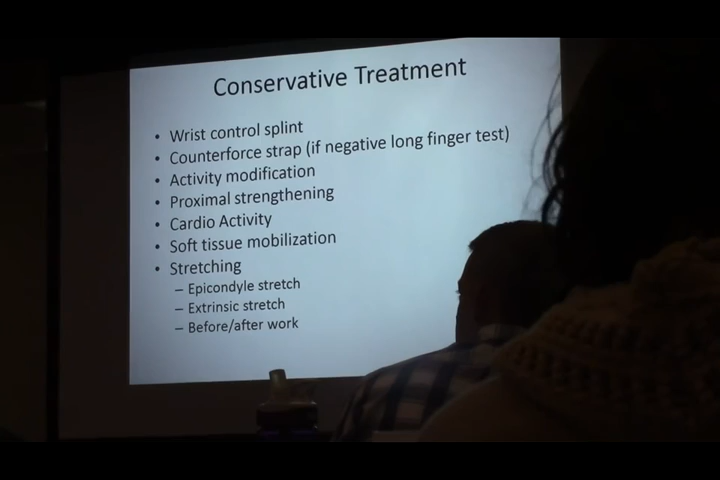 Conservative Treatment
• Wrist control splint
• Counterforce strap (if negative long finger test)
• Activity modification
• Proximal strengthening
• Cardio Activity
• Soft tissue mobilization
• Stretching
– Epicondyle stretch
– Extrinsic stretch
– Before/after work